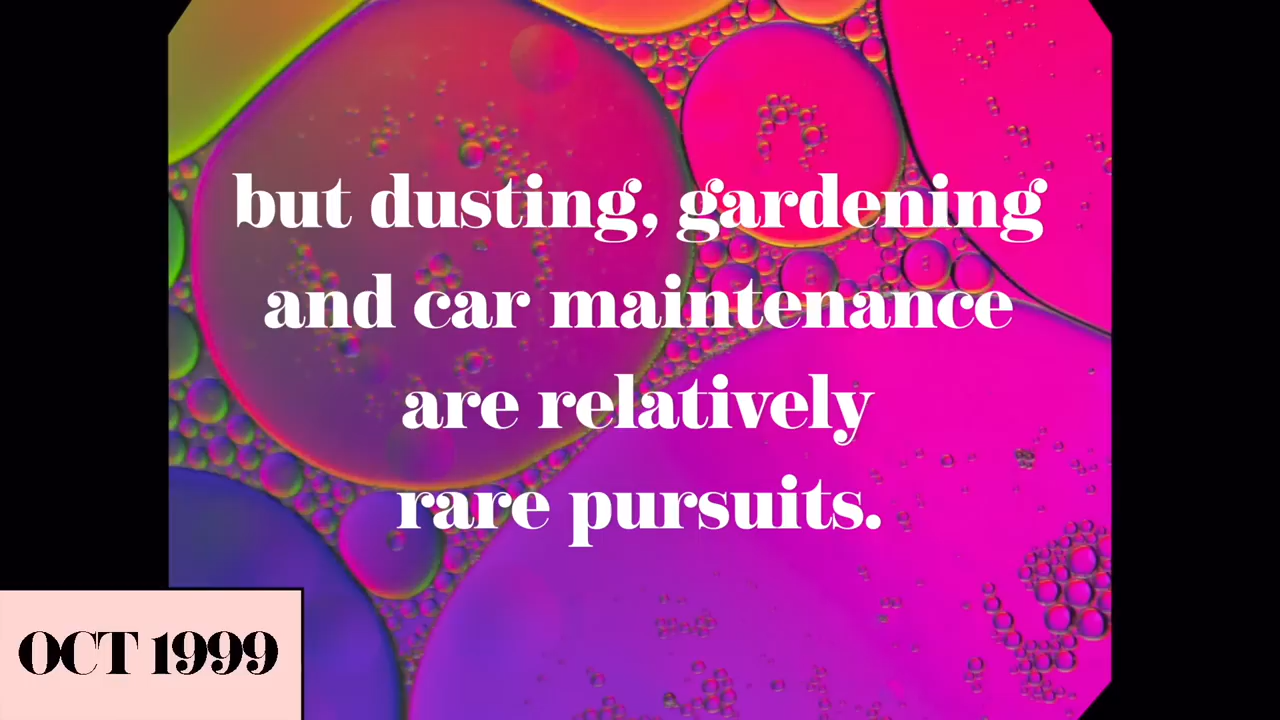 but dusting, gardening
and car maintenance
are relatively
rare pursuits.
OCT 1999